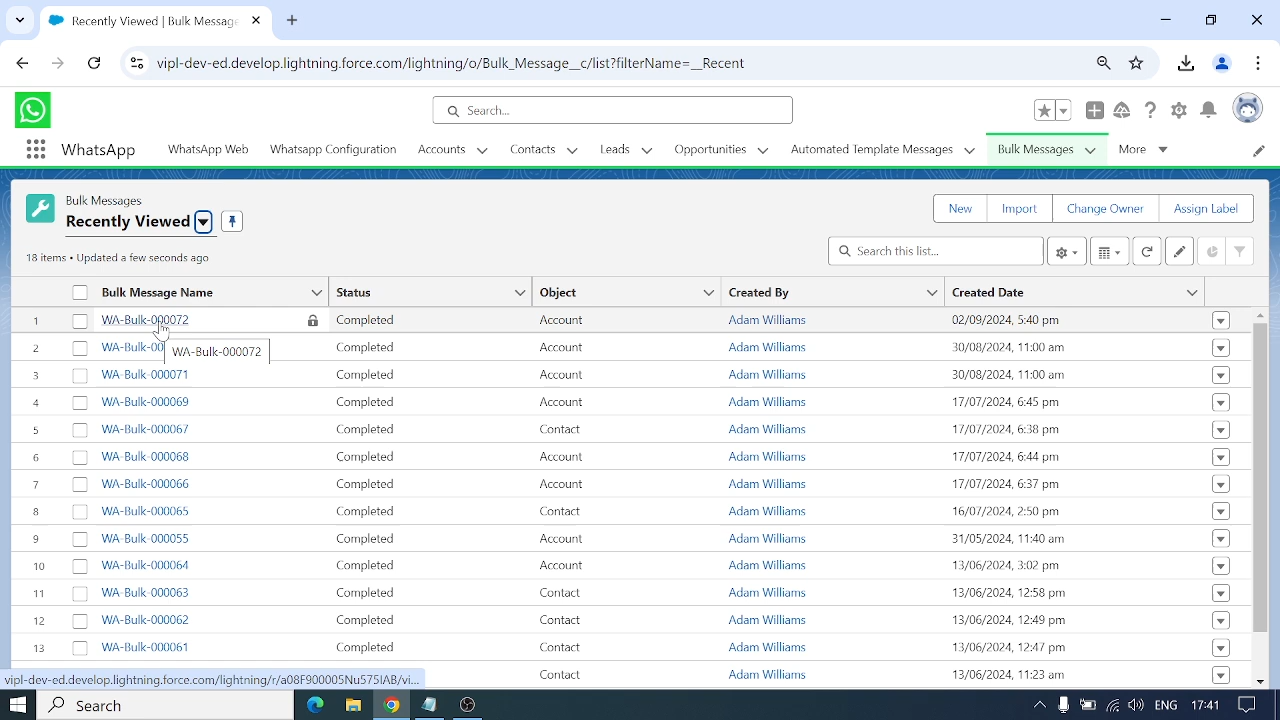 Recently Viewed | Bulk Message
vipl-dev-ed.develop.lightning.force.com/lightning/o/Bulk_Message__c/list?filterName=__Recent
Search...
WhatsApp
WhatsApp Web
Whatsapp Configuration
Accounts
Contacts
Leads
Opportunities
Automated Template Messages
Bulk Messages
More
Bulk Messages
Recently Viewed
New
Import
Change Owner
Assign Label
18 items • Updated a few seconds ago
Search this list...
Bulk Message Name Status Object Created By Created Date
1 WA-Bulk-000072 Completed Account Adam Williams 02/09/2024, 5:40 pm
2 WA-Bulk-00 Completed Account Adam Williams 30/08/2024, 11:00 am
WA-Bulk-000072
3 WA-Bulk-000071 Completed Account Adam Williams 30/08/2024, 11:00 am
4 WA-Bulk-000069 Completed Account Adam Williams 17/07/2024, 6:45 pm
5 WA-Bulk-000067 Completed Contact Adam Williams 17/07/2024, 6:38 pm
6 WA-Bulk-000068 Completed Account Adam Williams 17/07/2024, 6:44 pm
7 WA-Bulk-000066 Completed Account Adam Williams 17/07/2024, 6:37 pm
8 WA-Bulk-000065 Completed Contact Adam Williams 16/07/2024, 2:50 pm
9 WA-Bulk-000055 Completed Account Adam Williams 31/05/2024, 11:40 am
10 WA-Bulk-000064 Completed Account Adam Williams 13/06/2024, 3:02 pm
11 WA-Bulk-000063 Completed Contact Adam Williams 13/06/2024, 12:58 pm
12 WA-Bulk-000062 Completed Contact Adam Williams 13/06/2024, 12:49 pm
13 WA-Bulk-000061 Completed Contact Adam Williams 13/06/2024, 12:47 pm
Contact Adam Williams 13/06/2024, 11:23 am
vipl-dev-ed.develop.lightning.force.com/lightning/r/a08F900005Nu575IAB/vi...
Search
ENG
17:41